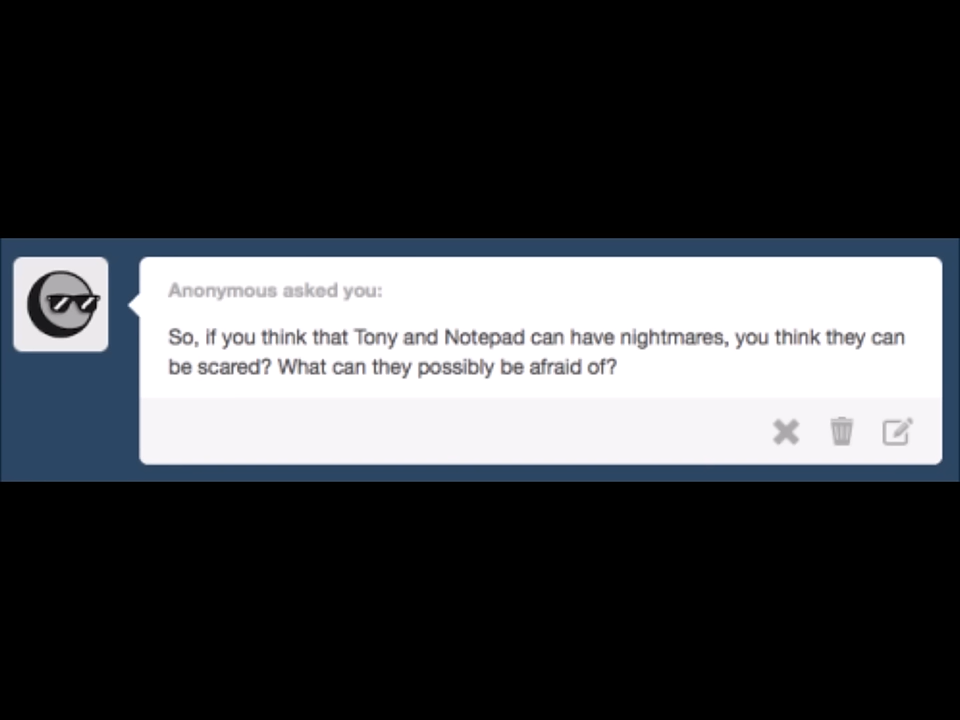 Anonymous asked you:
So, if you think that Tony and Notepad can have nightmares, you think they can
be scared? What can they possibly be afraid of?